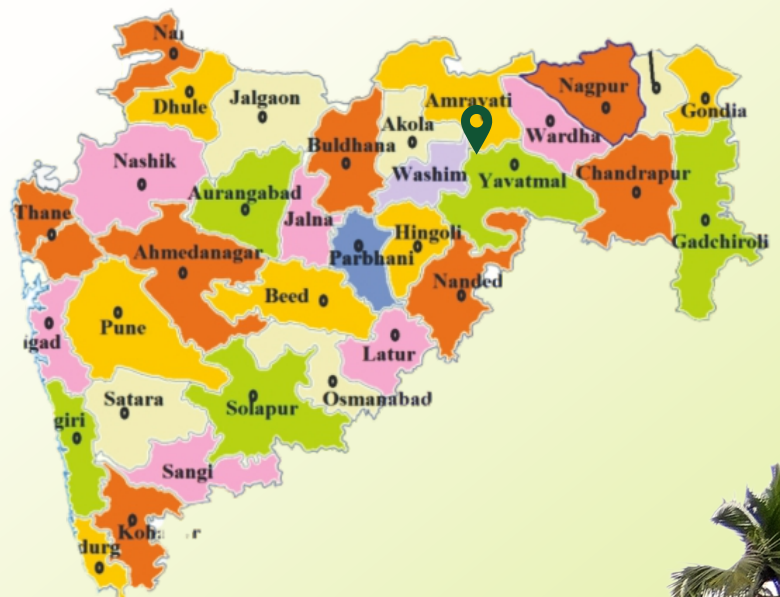 Dhule
Jalgaon
Amravati
Nagpur
Gondia
Akola
Buldhana
Wardha
Nashik
Washim
Yavatmal
Chandrapur
Aurangabad
Thane
Jalna
Hingoli
Gadchiroli
Ahmedanagar
Parbhani
Nanded
Beed
Pune
igad
Latur
Satara
Solapur
Osmanabad
giri
Sangi
durg